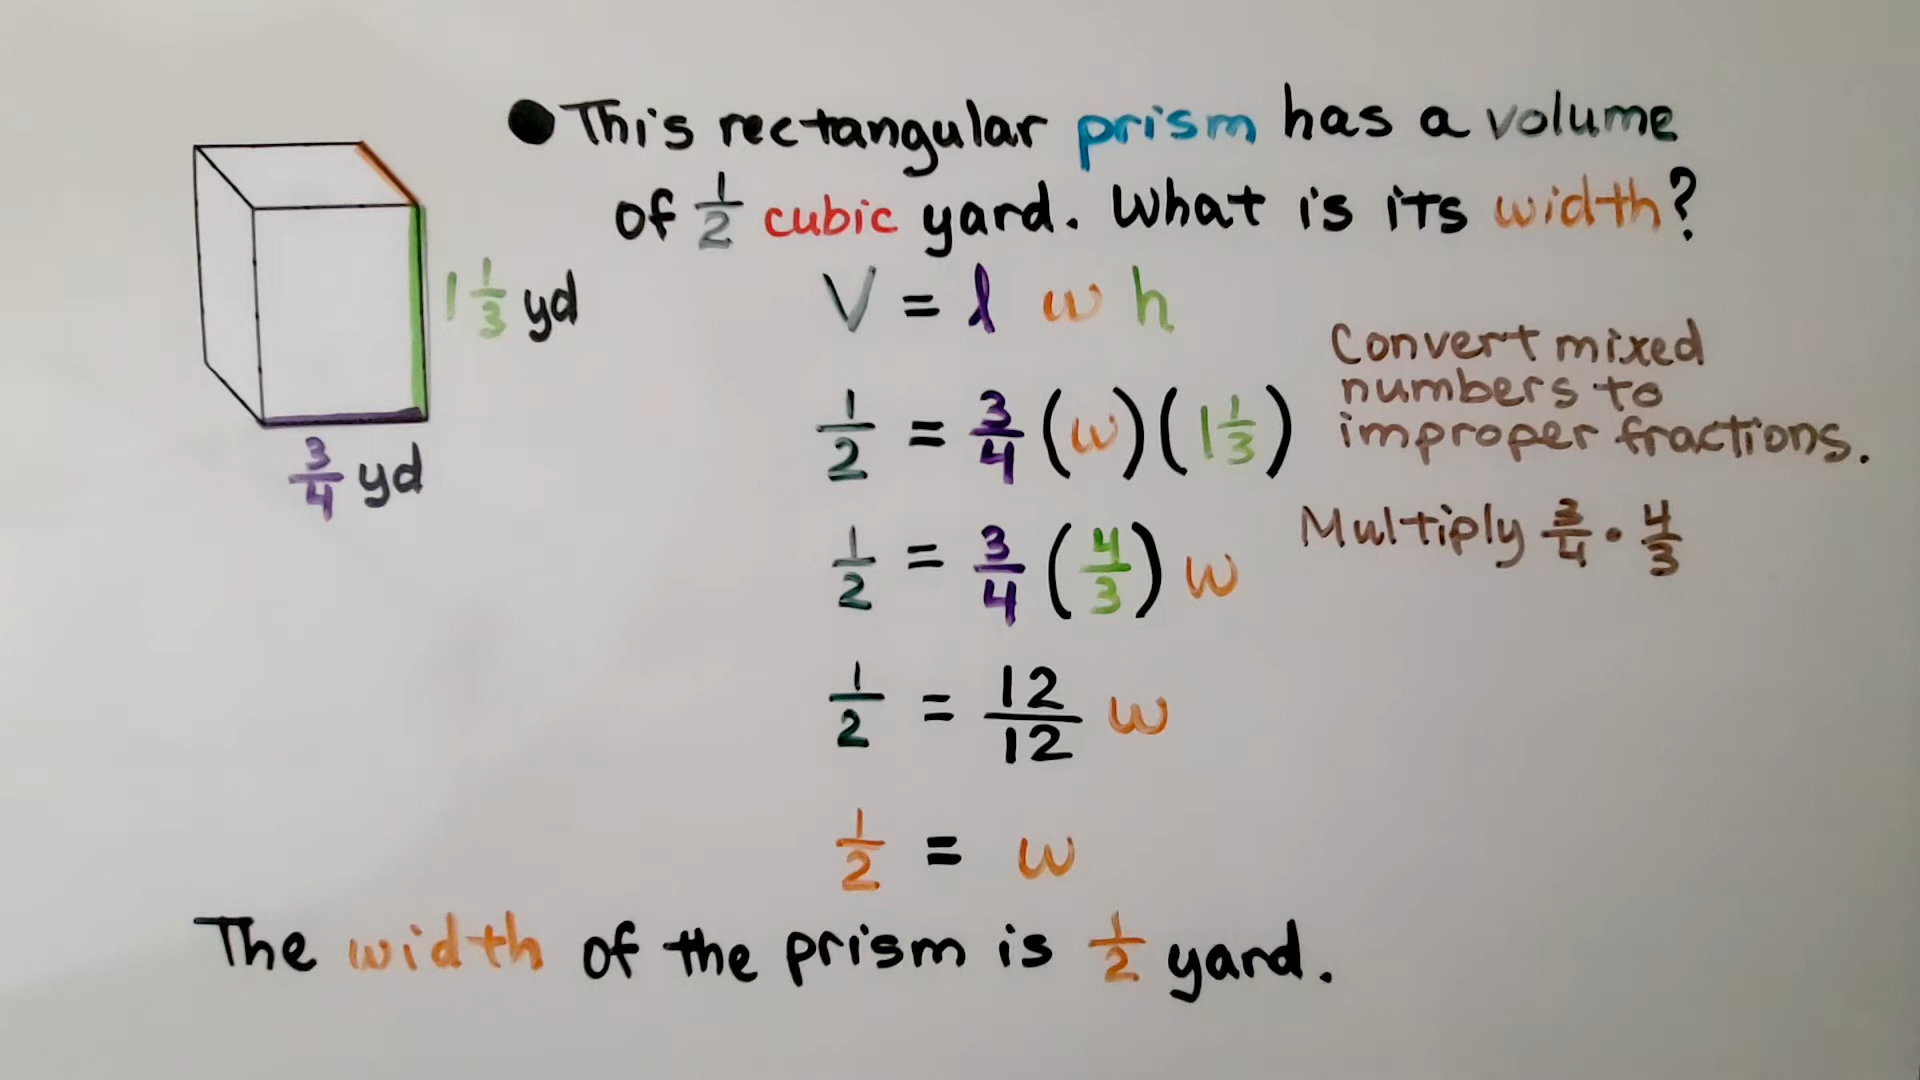 ● This rectangular prism has a volume
of 1/2 cubic yard. What is its width?
1 1/3 yd
3/4 yd
V = l w h
1/2 = 3/4 (w)(1 1/3)
Convert mixed
numbers to
improper fractions.
1/2 = 3/4 (4/3) w
Multiply 3/4 · 4/3
1/2 = 12/12 w
1/2 = w
The width of the prism is 1/2 yard.